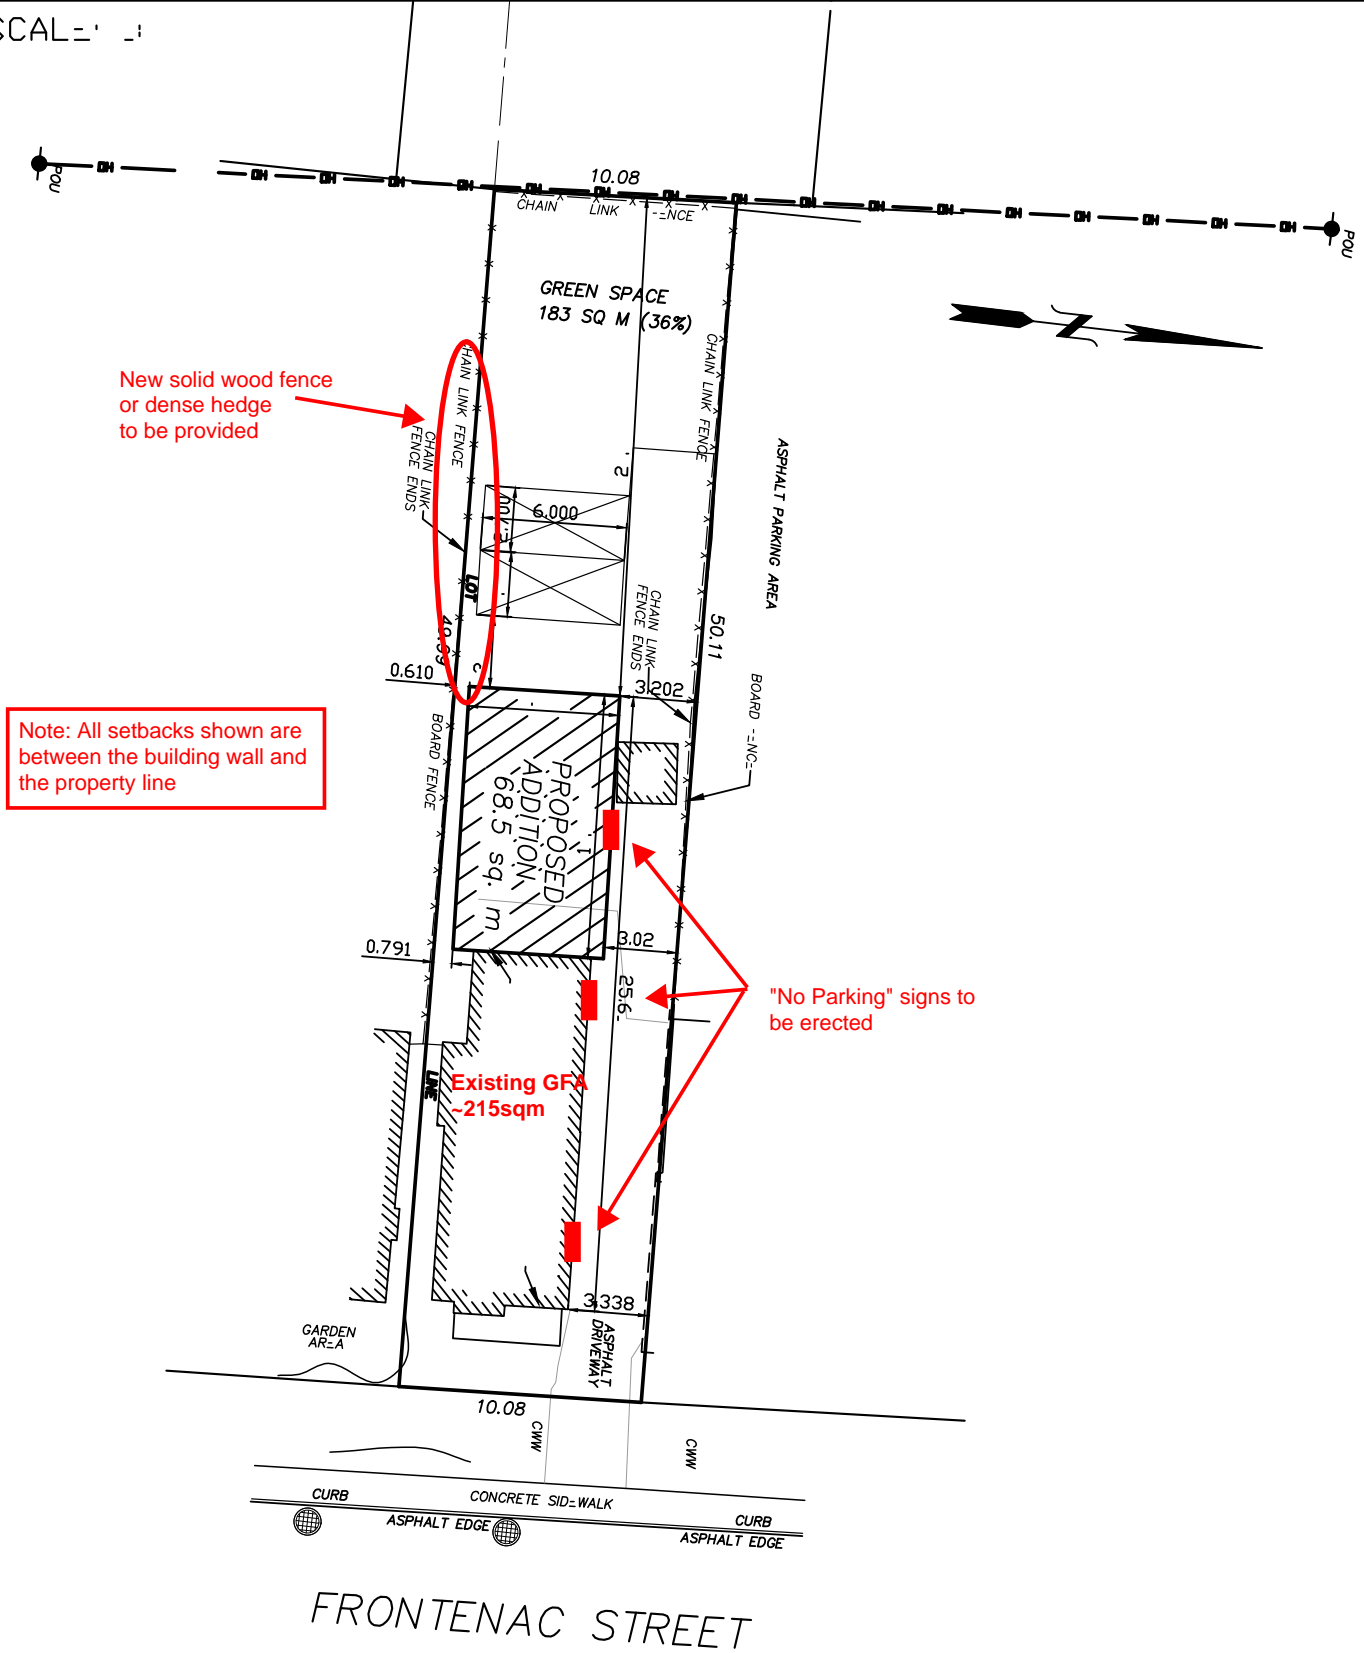 10.08
POU
POU
CHAIN
LINK
GREEN SPACE
183 SQ M (36%)
N
New solid wood fence
or dense hedge
to be provided
CHAIN LINK FENCE
CHAIN LINK
FENCE ENDS
6.000
CHAIN LINK FENCE
ASPHALT PARKING AREA
LOT
CHAIN LINK
FENCE ENDS
50.11
0.610
3.202
BOARD
BOARD FENCE
Note: All setbacks shown are
between the building wall and
the property line
PROPOSED
ADDITION
68.5 sq. m
0.791
3.02
25.6
"No Parking" signs to
be erected
LINE
Existing GFA
~215sqm
3.338
GARDEN
ASPHALT
DRIVEWAY
10.08
CWW
CWW
CURB
CONCRETE
CURB
ASPHALT EDGE
ASPHALT EDGE
FRONTENAC STREET